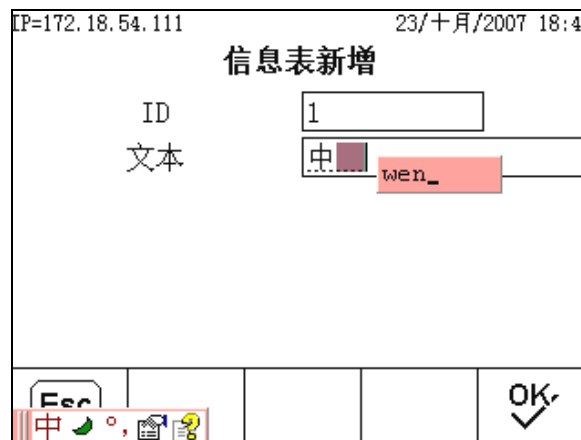 IP=172.18.54.111 23/十月/2007 18:4
信息表新增
ID 1
文本 中
wen_
Esc OK
中 °,